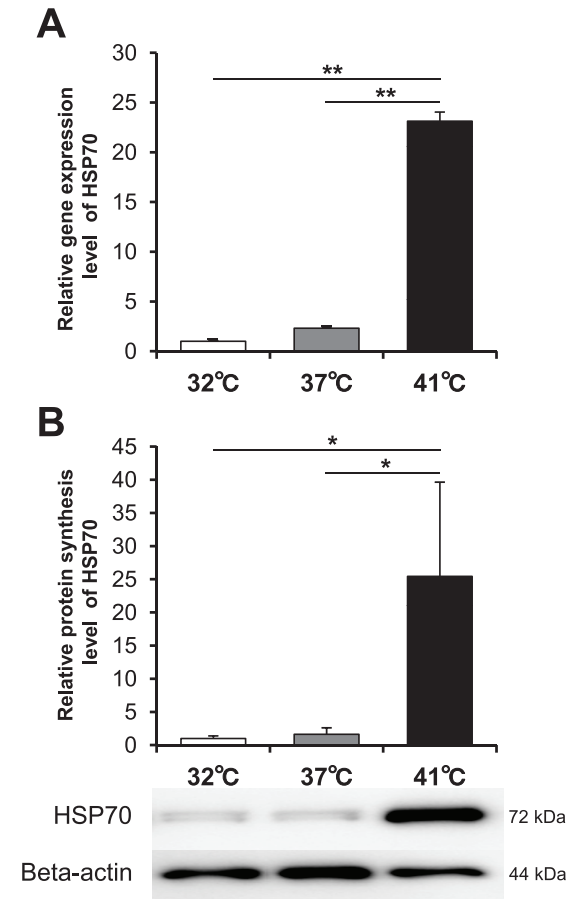 A
Relative gene expression
level of HSP70
30
25
20
15
10
5
0
**
**
32℃
37℃
41℃
B
Relative protein synthesis
level of HSP70
45
40
35
30
25
20
15
10
5
0
*
*
32℃
37℃
41℃
HSP70
72 kDa
Beta-actin
44 kDa